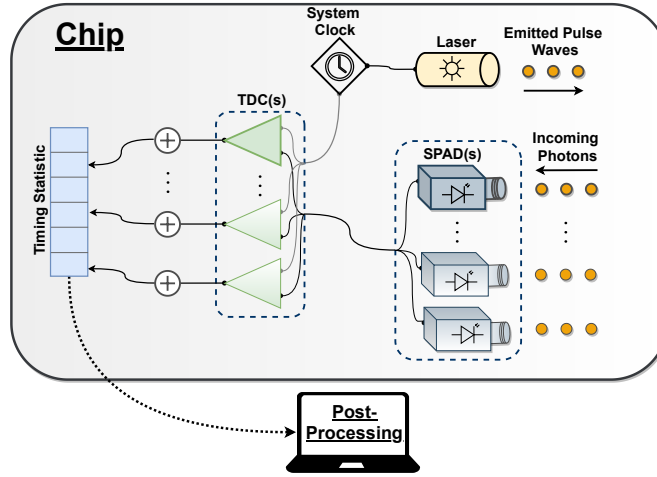 Chip
System
Clock
Laser
Emitted Pulse
Waves
TDC(s)
Timing Statistic
SPAD(s)
Incoming
Photons
Post-
Processing